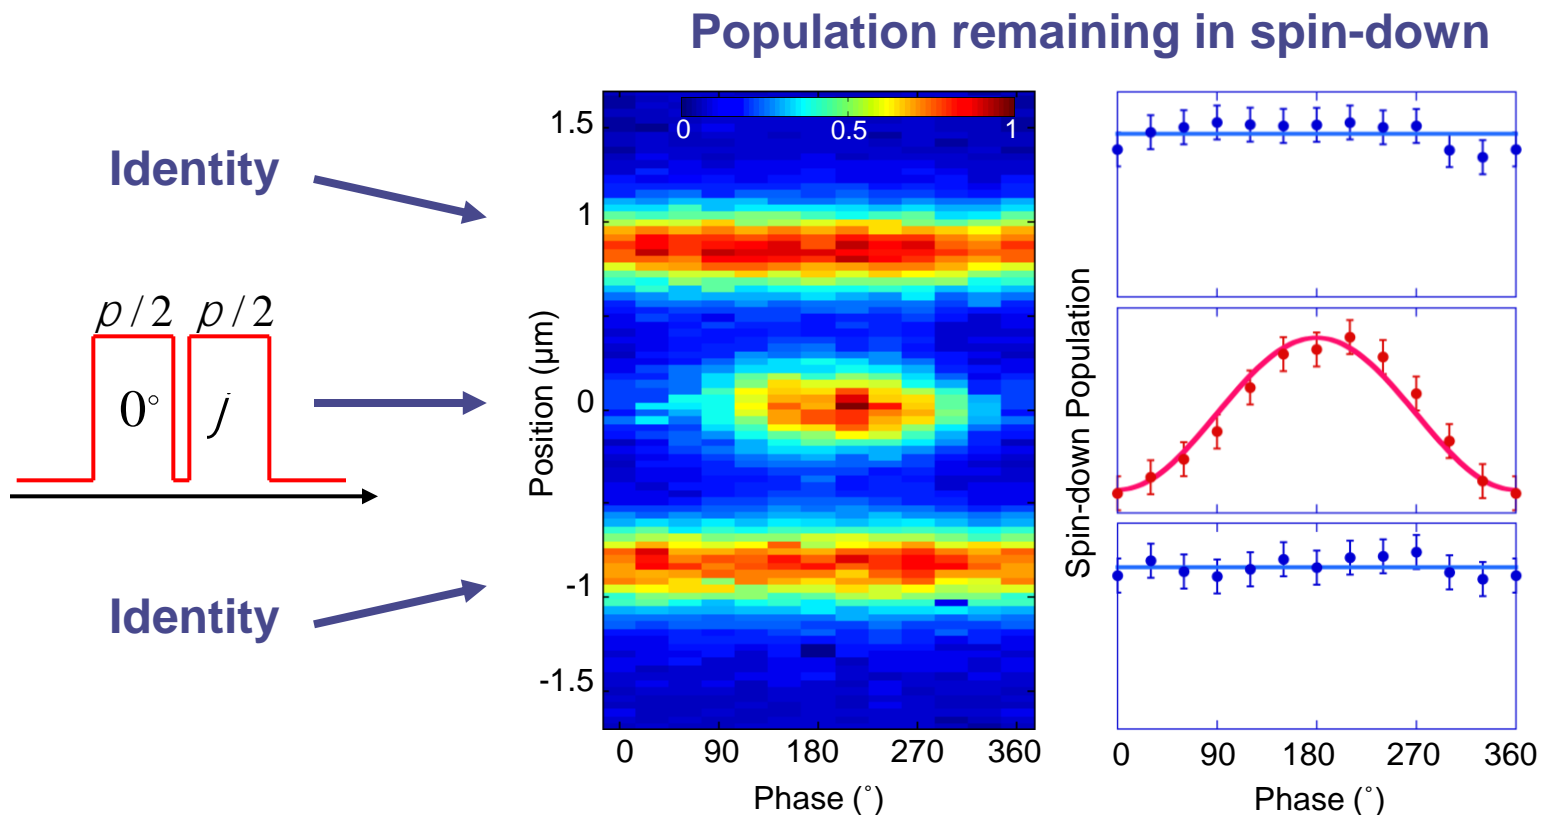 Population remaining in spin-down
Identity
Identity
p / 2 p / 2
0° j
0 0.5 1
1.5
1
0
-1
-1.5
Position (μm)
0 90 180 270 360
Phase (˚)
Spin-down Population
0 90 180 270 360
Phase (˚)